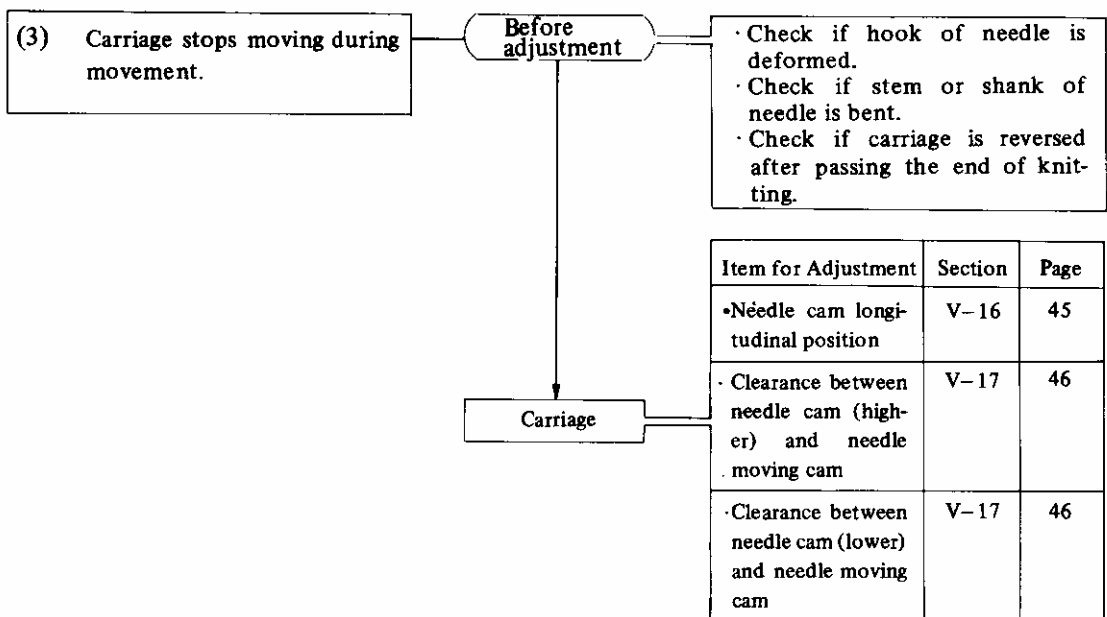 (3) Carriage stops moving during
movement.
Before
adjustment
· Check if hook of needle is
deformed.
· Check if stem or shank of
needle is bent.
· Check if carriage is reversed
after passing the end of knit-
ting.
Item for Adjustment Section Page
•Needle cam longi- V-16 45
tudinal position
· Clearance between V-17 46
needle cam (high-
er) and needle
moving cam
Carriage
·Clearance between V-17 46
needle cam (lower)
and needle moving
cam